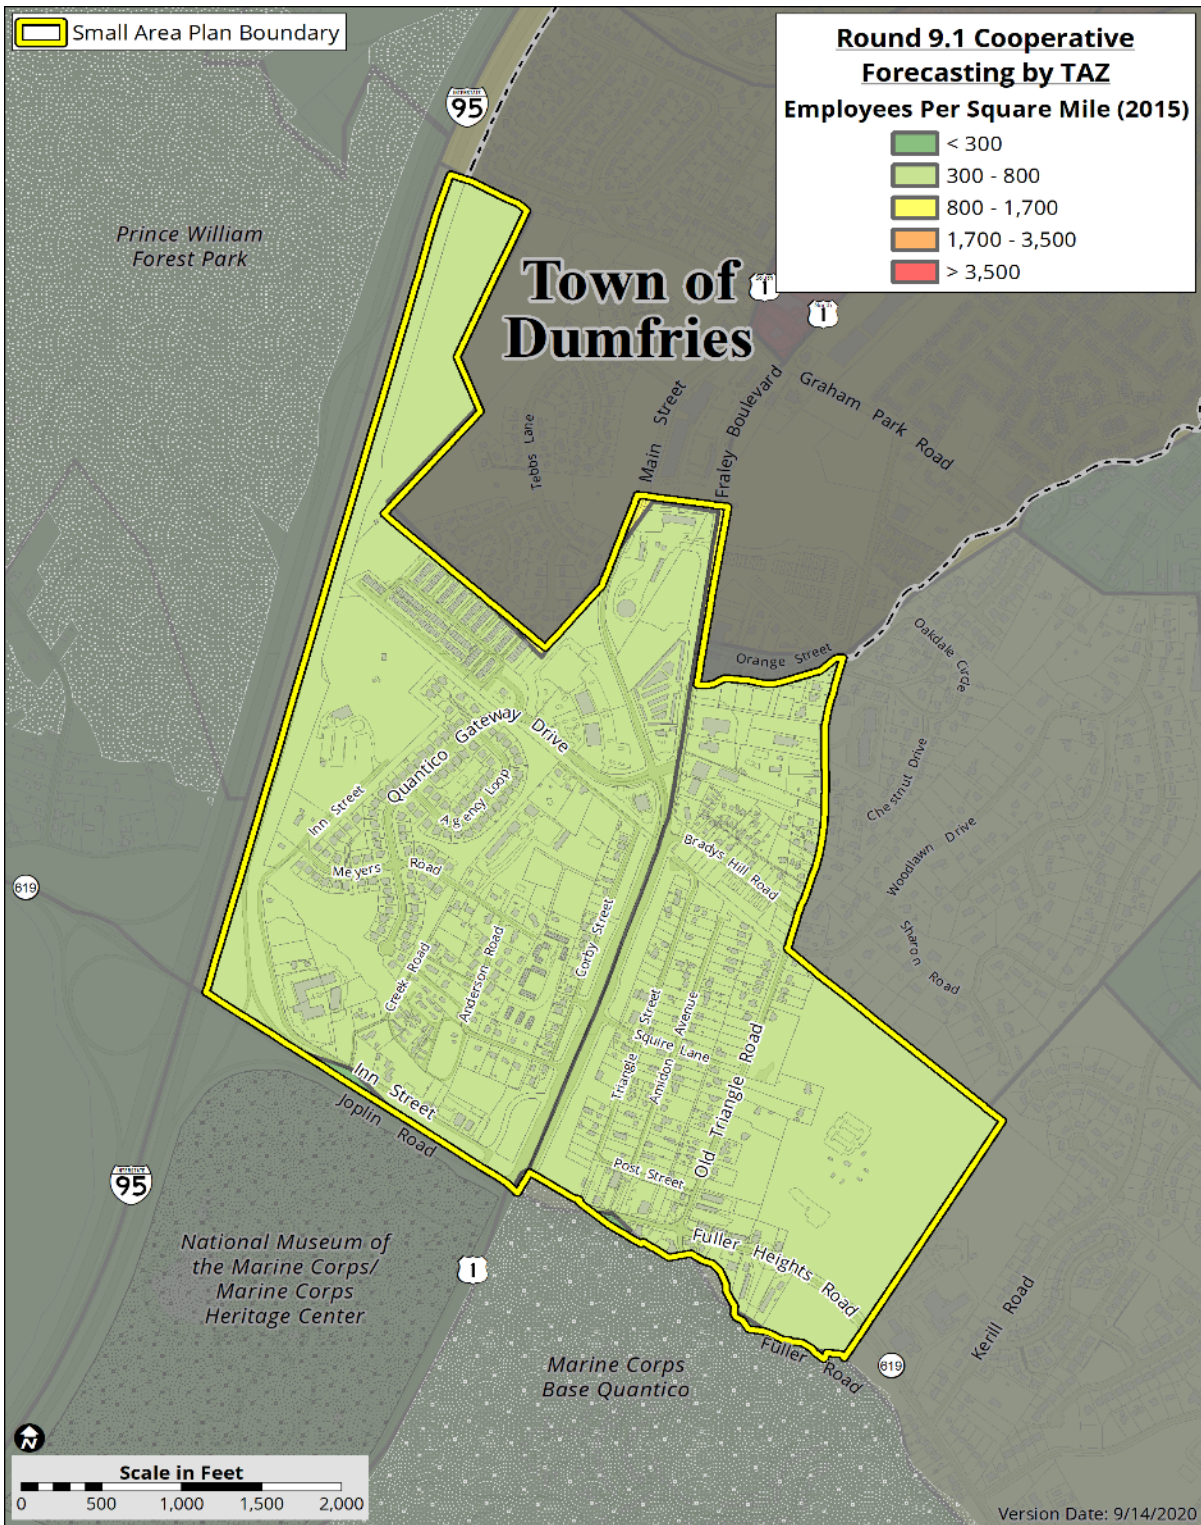 Small Area Plan Boundary
Round 9.1 Cooperative
Forecasting by TAZ
Employees Per Square Mile (2015)
< 300
300 - 800
800 - 1,700
1,700 - 3,500
> 3,500
95
Prince William
Forest Park
Town of
Dumfries
1
1
Main Street
Fraley Boulevard
Graham Park Road
Tebbs Lane
Orange Street
Oakdale Circle
Chestnut Drive
Woodlawn Drive
Sharon Road
Quantico Gateway Drive
Inn Street
Agency Loop
Meyers Road
Bradys Hill Road
619
Corby Street
Creek Road
Anderson Road
Triangle Street
Amidon Avenue
Squire Lane
Old Triangle Road
Inn Street
Joplin Road
Post Street
95
Fuller Heights Road
National Museum of
the Marine Corps/
Marine Corps
Heritage Center
1
Kerill Road
Marine Corps
Base Quantico
Fuller Road
619
N
Scale in Feet
0 500 1,000 1,500 2,000
Version Date: 9/14/2020